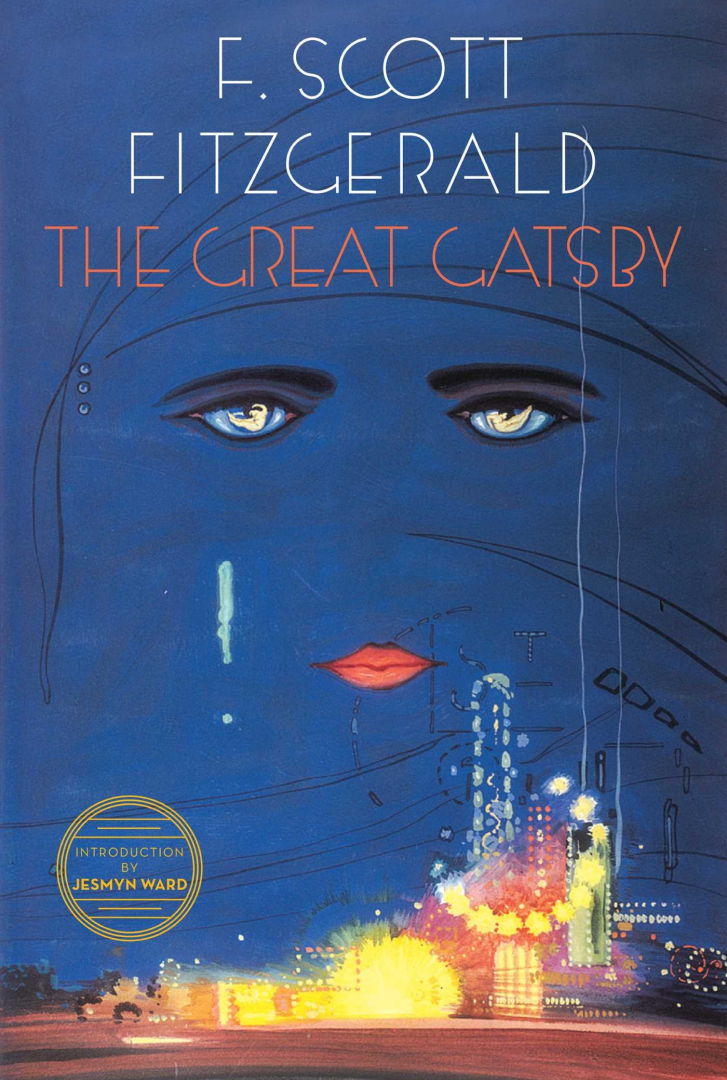 F. SCOTT
FITZGERALD
THE GREAT GATSBY
INTRODUCTION
BY
JESMYN WARD